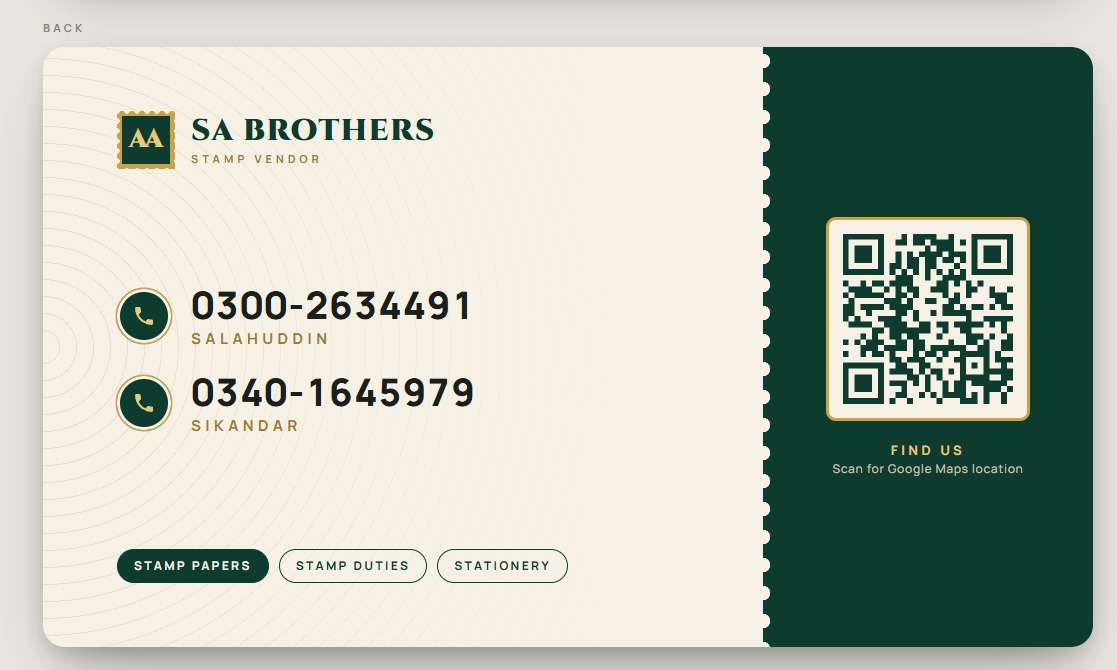 BACK
AA
SA BROTHERS
STAMP VENDOR
0300-2634491
SALAHUDDIN
0340-1645979
SIKANDAR
STAMP PAPERS
STAMP DUTIES
STATIONERY
FIND US
Scan for Google Maps location